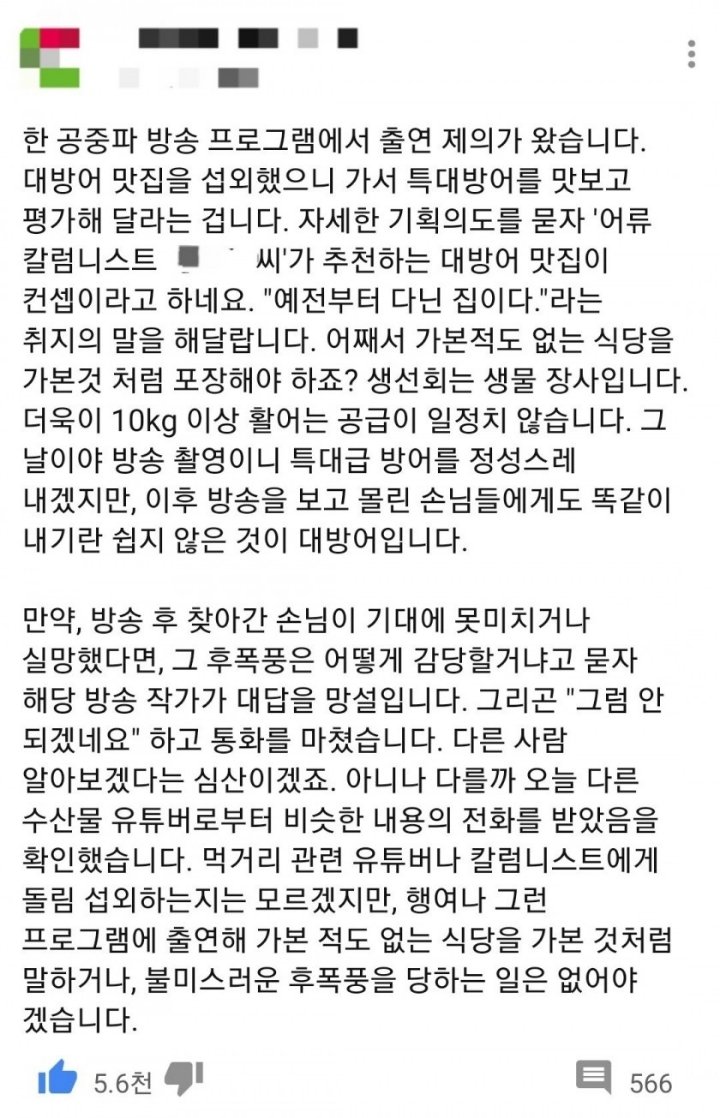 한 공중파 방송 프로그램에서 출연 제의가 왔습니다.
대방어 맛집을 섭외했으니 가서 특대방어를 맛보고
평가해 달라는 겁니다. 자세한 기획의도를 묻자 '어류
칼럼니스트 씨'가 추천하는 대방어 맛집이
컨셉이라고 하네요. "예전부터 다닌 집이다."라는
취지의 말을 해달랍니다. 어째서 가본적도 없는 식당을
가본것 처럼 포장해야 하죠? 생선회는 생물 장사입니다.
더욱이 10kg 이상 활어는 공급이 일정치 않습니다. 그
날이야 방송 촬영이니 특대급 방어를 정성스레
내겠지만, 이후 방송을 보고 몰린 손님들에게도 똑같이
내기란 쉽지 않은 것이 대방어입니다.
만약, 방송 후 찾아간 손님이 기대에 못미치거나
실망했다면, 그 후폭풍은 어떻게 감당할거냐고 묻자
해당 방송 작가가 대답을 망설입니다. 그리곤 "그럼 안
되겠네요" 하고 통화를 마쳤습니다. 다른 사람
알아보겠다는 심산이겠죠. 아니나 다를까 오늘 다른
수산물 유튜버로부터 비슷한 내용의 전화를 받았음을
확인했습니다. 먹거리 관련 유튜버나 칼럼니스트에게
돌림 섭외하는지는 모르겠지만, 행여나 그런
프로그램에 출연해 가본 적도 없는 식당을 가본 것처럼
말하거나, 불미스러운 후폭풍을 당하는 일은 없어야
겠습니다.
5.6천 566